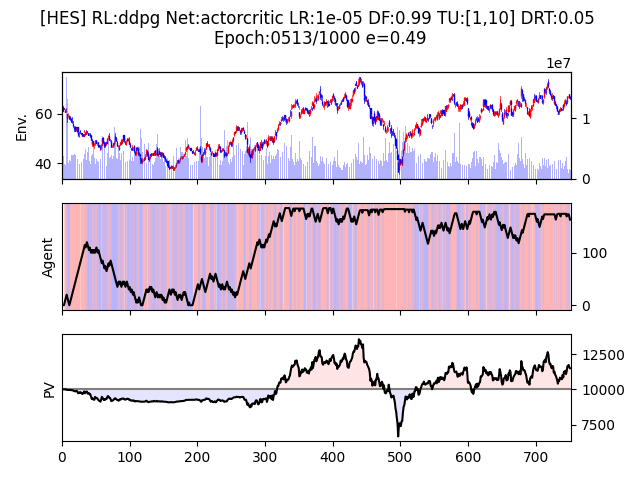 [HES] RL:ddpg Net:actorcritic LR:1e-05 DF:0.99 TU:[1,10] DRT:0.05
Epoch:0513/1000 e=0.49
1e7
Env.
60
40
1
0
Agent
100
0
PV
12500
10000
7500
0 100 200 300 400 500 600 700